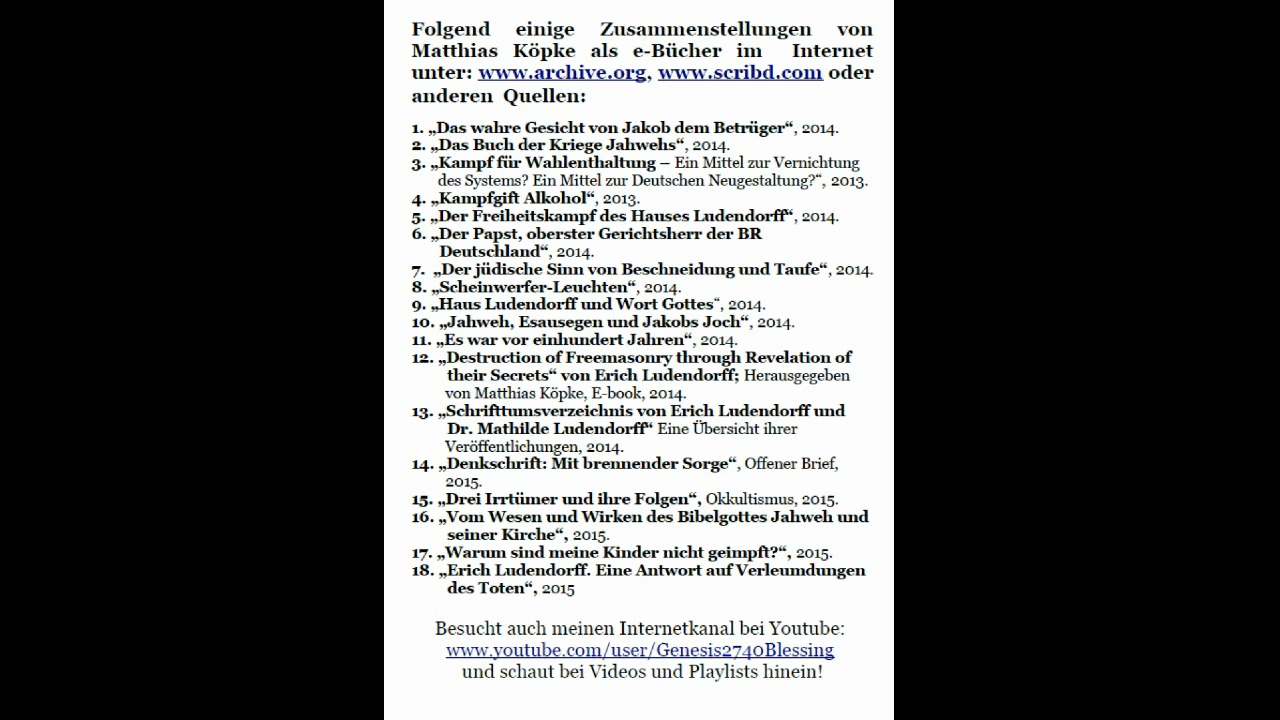 Folgend einige Zusammenstellungen von
Matthias Köpke als e-Bücher im Internet
unter: www.archive.org, www.scribd.com oder
anderen Quellen:
1. „Das wahre Gesicht von Jakob dem Betrüger“, 2014.
2. „Das Buch der Kriege Jahwehs“, 2014.
3. „Kampf für Wahlenthaltung – Ein Mittel zur Vernichtung
des Systems? Ein Mittel zur Deutschen Neugestaltung?“, 2013.
4. „Kampfgift Alkohol“, 2013.
5. „Der Freiheitskampf des Hauses Ludendorff“, 2014.
6. „Der Papst, oberster Gerichtsherr der BR
Deutschland“, 2014.
7. „Der jüdische Sinn von Beschneidung und Taufe“, 2014.
8. „Scheinwerfer-Leuchten“, 2014.
9. „Haus Ludendorff und Wort Gottes“, 2014.
10. „Jahweh, Esausegen und Jakobs Joch“, 2014.
11. „Es war vor einhundert Jahren“, 2014.
12. „Destruction of Freemasonry through Revelation of
their Secrets“ von Erich Ludendorff; Herausgegeben
von Matthias Köpke, E-book, 2014.
13. „Schrifttumsverzeichnis von Erich Ludendorff und
Dr. Mathilde Ludendorff“ Eine Übersicht ihrer
Veröffentlichungen, 2014.
14. „Denkschrift: Mit brennender Sorge“, Offener Brief,
2015.
15. „Drei Irrtümer und ihre Folgen“, Okkultismus, 2015.
16. „Vom Wesen und Wirken des Bibelgottes Jahweh und
seiner Kirche“, 2015.
17. „Warum sind meine Kinder nicht geimpft?“, 2015.
18. „Erich Ludendorff. Eine Antwort auf Verleumdungen
des Toten“, 2015
Besucht auch meinen Internetkanal bei Youtube:
www.youtube.com/user/Genesis2740Blessing
und schaut bei Videos und Playlists hinein!